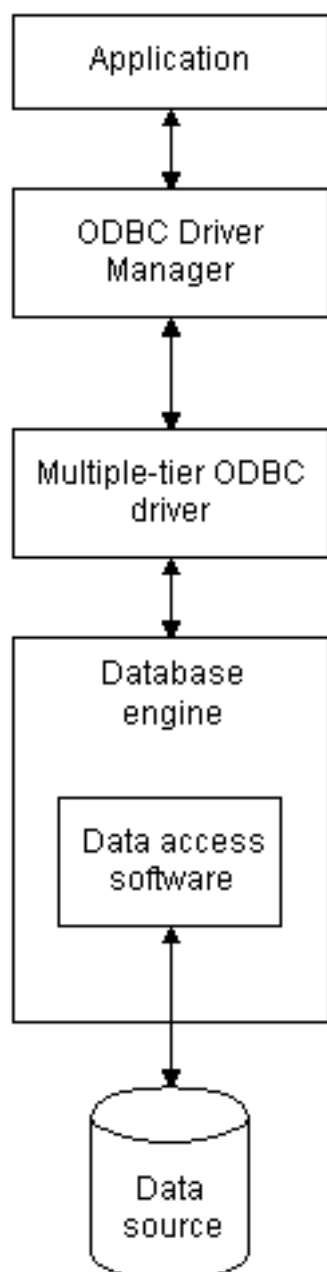 Application
ODBC Driver
Manager
Multiple-tier ODBC
driver
Database
engine
Data access
software
Data
source